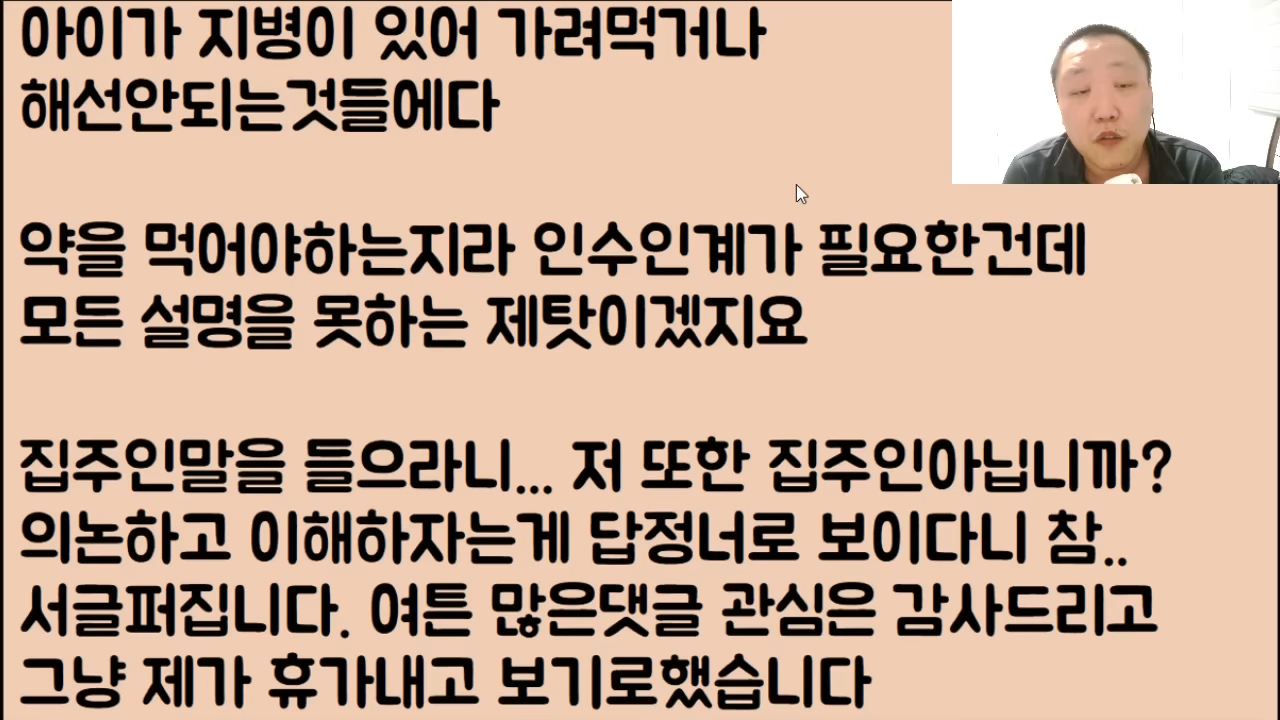 아이가 지병이 있어 가려먹거나
해선안되는것들에다
약을 먹어야하는지라 인수인계가 필요한건데
모든 설명을 못하는 제탓이겠지요
집주인말을 들으라니... 저 또한 집주인아닙니까?
의논하고 이해하자는게 답정너로 보이다니 참..
서글퍼집니다. 여튼 많은댓글 관심은 감사드리고
그냥 제가 휴가내고 보기로했습니다